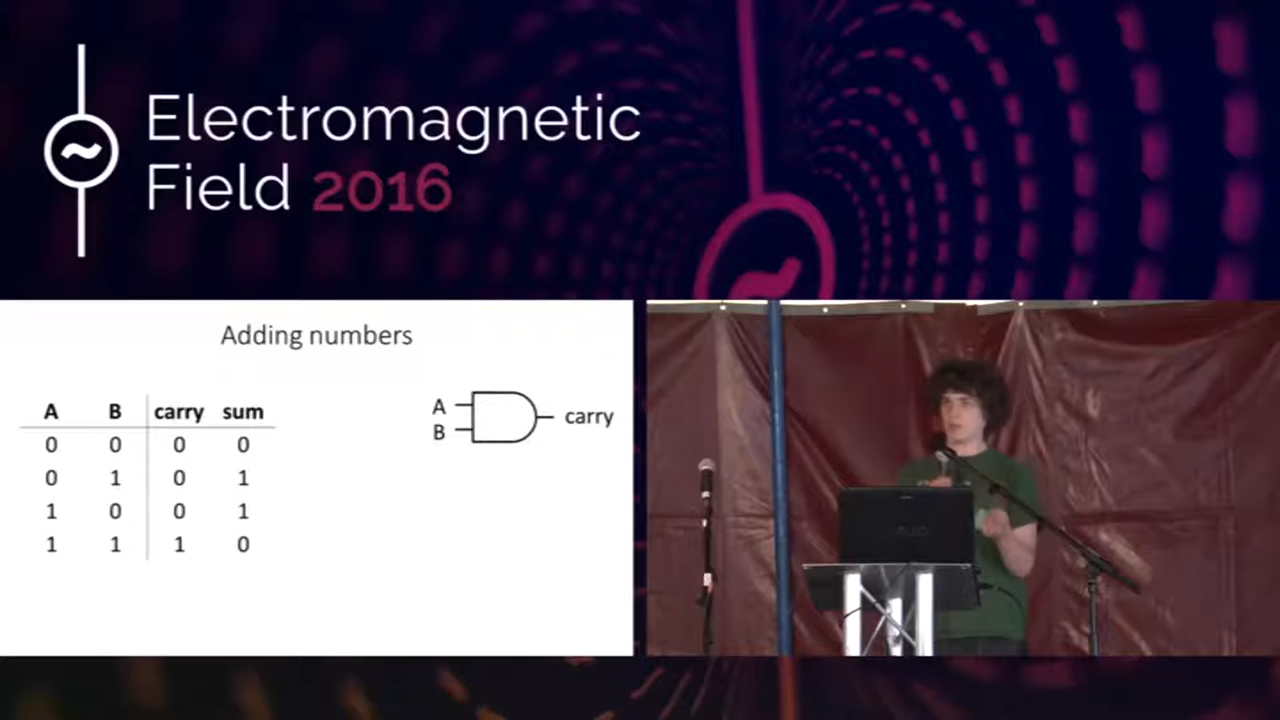 Electromagnetic
Field 2016
Adding numbers
A B carry sum
0 0 0 0
0 1 0 1
1 0 0 1
1 1 1 0
A
B
carry